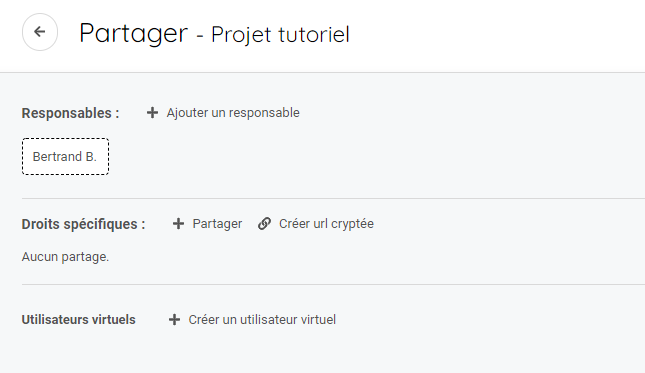 Partager - Projet tutoriel
Responsables : Ajouter un responsable
Bertrand B.
Droits spécifiques : Partager Créer url cryptée
Aucun partage.
Utilisateurs virtuels Créer un utilisateur virtuel